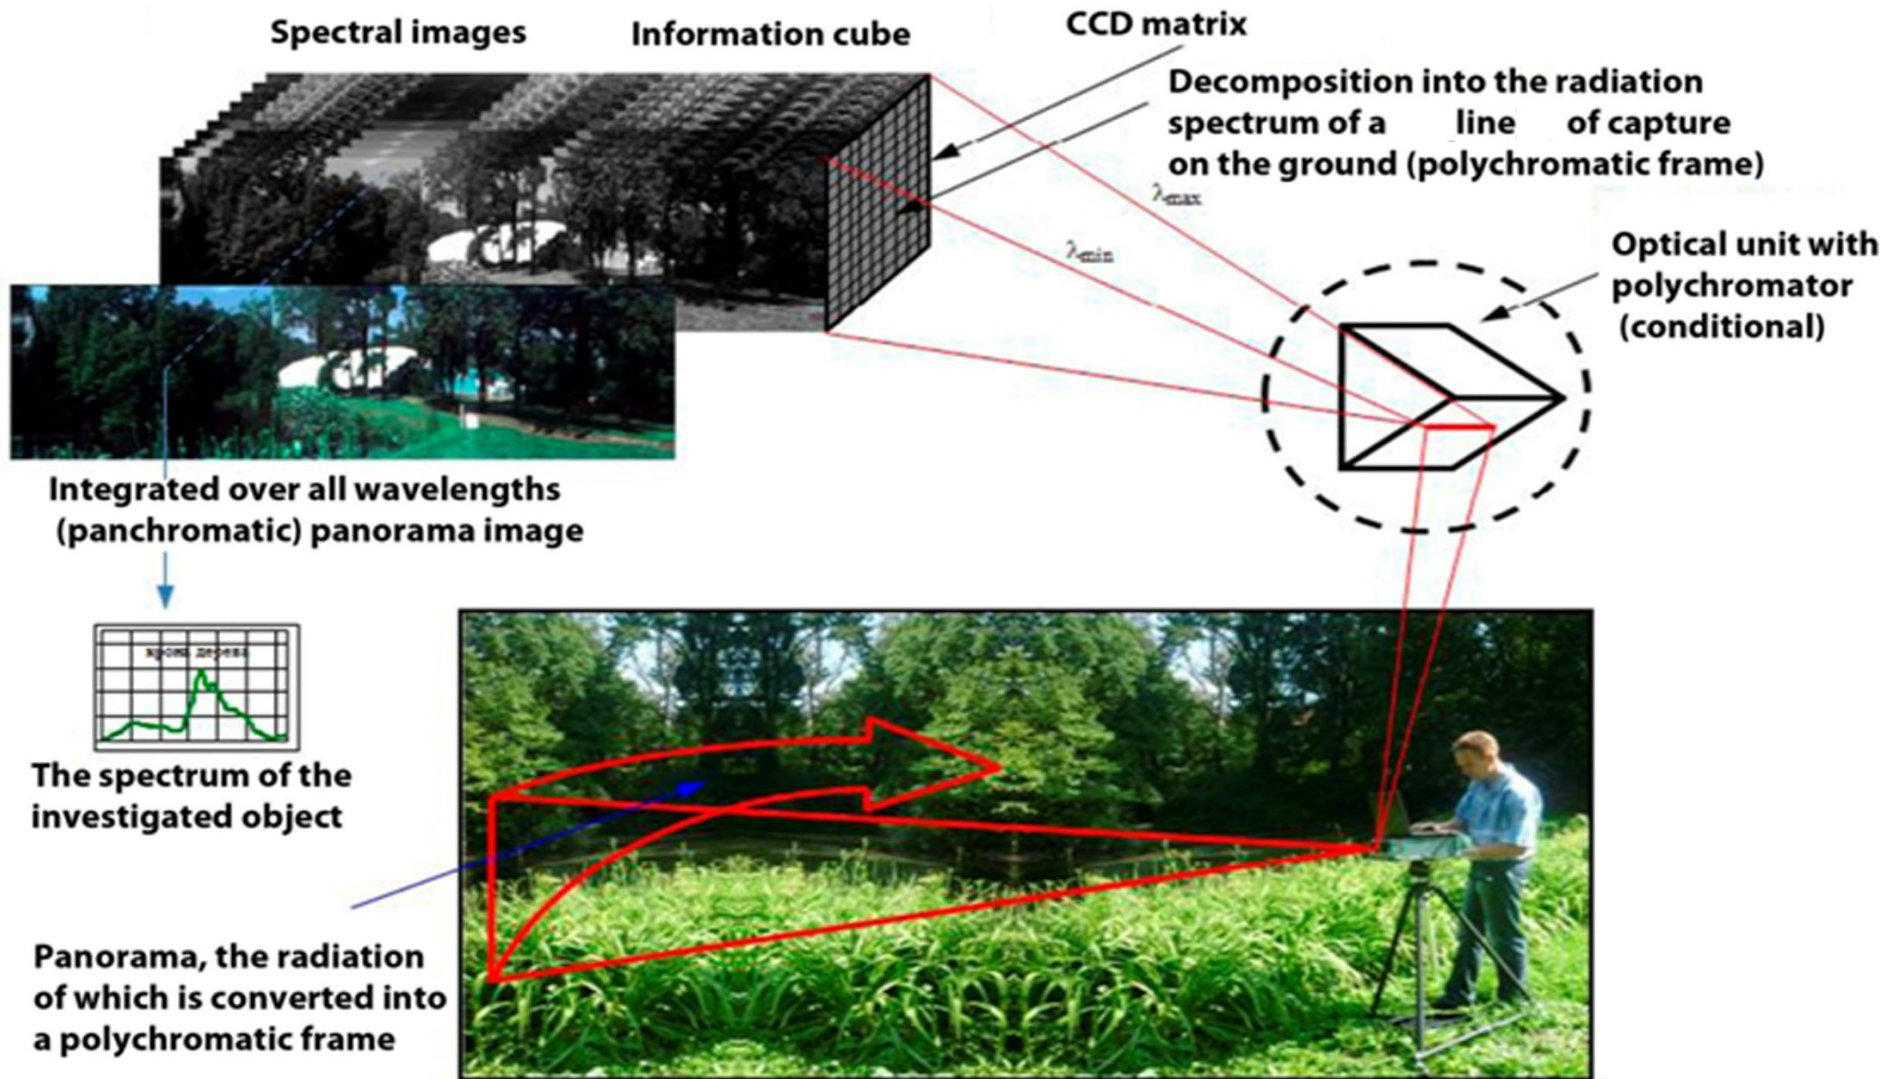 Spectral images
Information cube
CCD matrix
Decomposition into the radiation
spectrum of a line of capture
on the ground (polychromatic frame)
λmax
λmin
Optical unit with
polychromator
(conditional)
Integrated over all wavelengths
(panchromatic) panorama image
крона дерева
The spectrum of the
investigated object
Panorama, the radiation
of which is converted into
a polychromatic frame